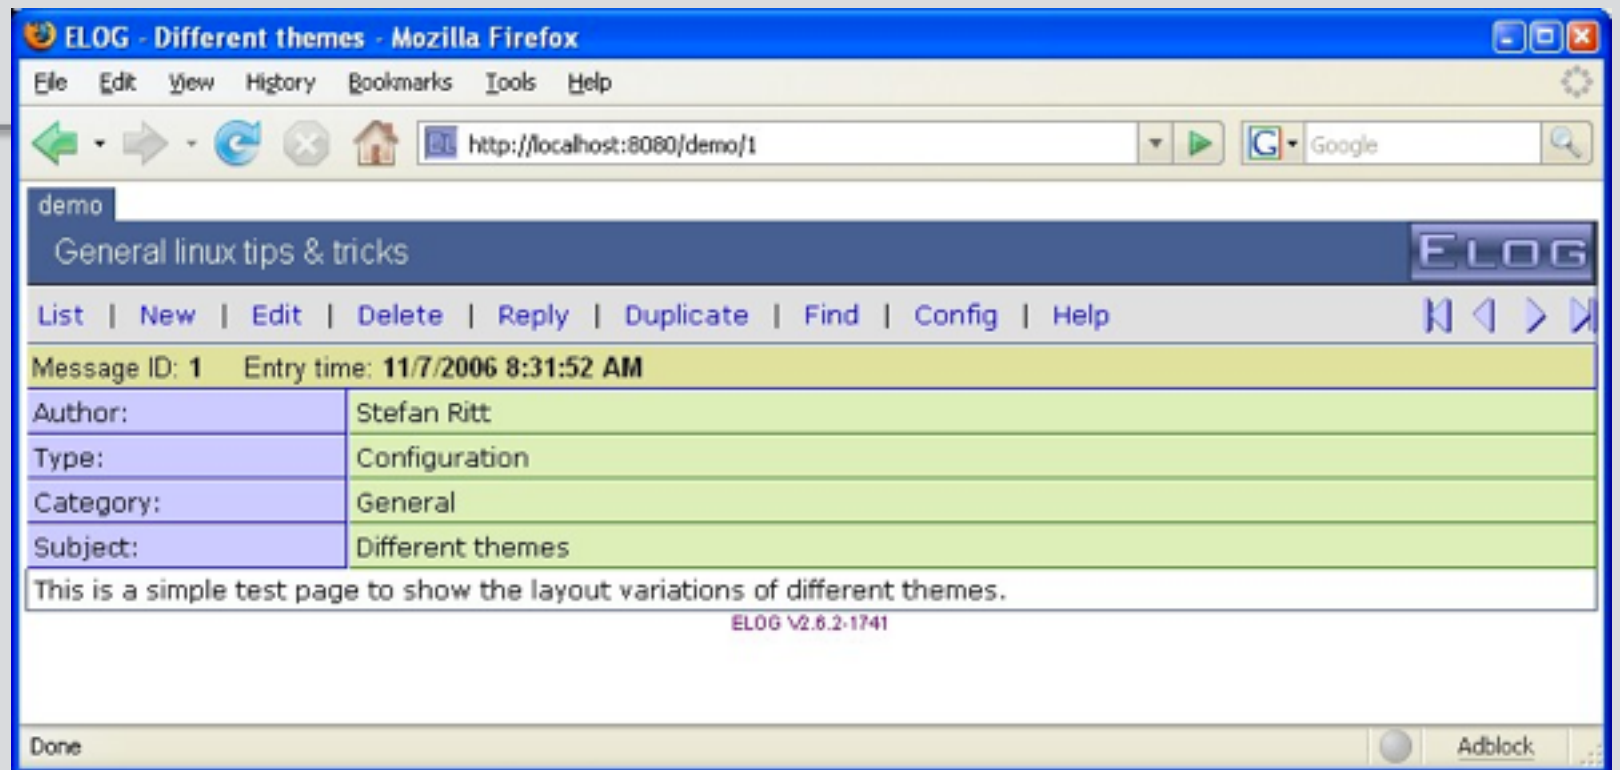 ELOG - Different themes - Mozilla Firefox
File Edit View History Bookmarks Tools Help
http://localhost:8080/demo/1 G Google
demo
General linux tips & tricks ELOG
List | New | Edit | Delete | Reply | Duplicate | Find | Config | Help
Message ID: 1 Entry time: 11/7/2006 8:31:52 AM
Author: Stefan Ritt
Type: Configuration
Category: General
Subject: Different themes
This is a simple test page to show the layout variations of different themes.
ELOG V2.6.2-1741
Done Adblock